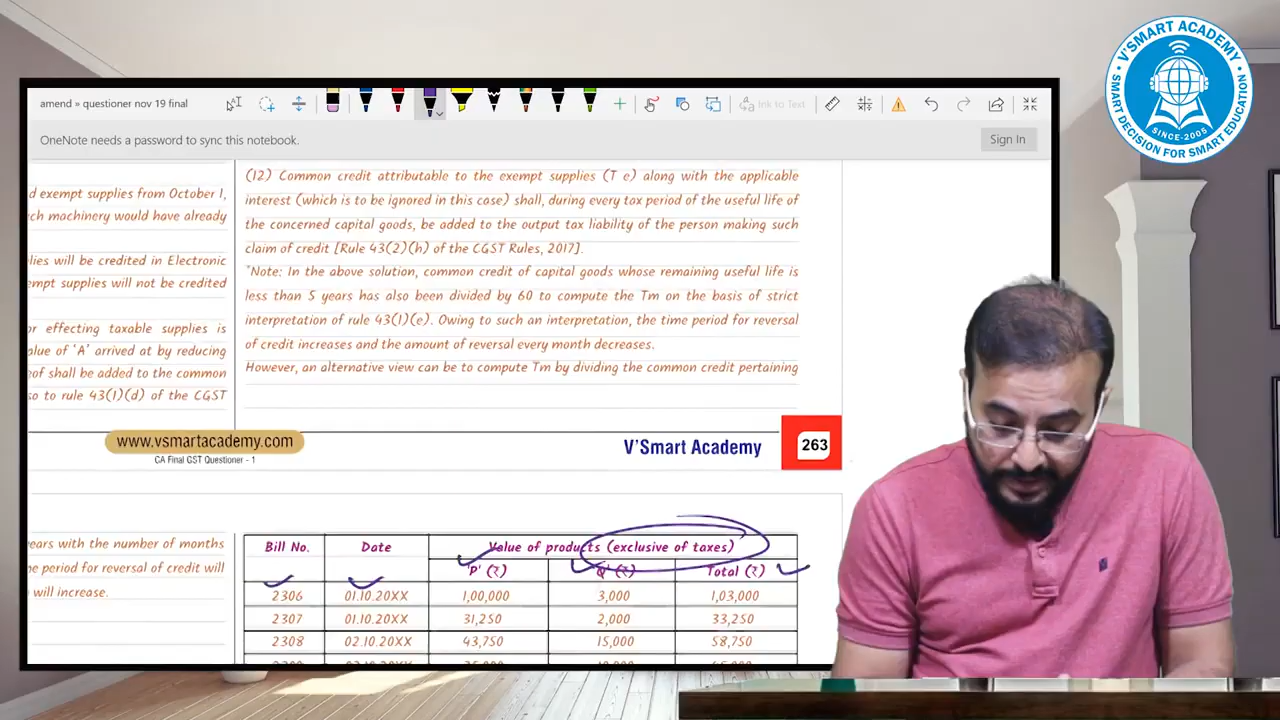 V'SMART ACADEMY
SMART DECISION FOR SMART EDUCATION
SINCE-2005
amend » questioner nov 19 final
Ink to Text
OneNote needs a password to sync this notebook.
Sign In
d exempt supplies from October 1,
ch machinery would have already
lies will be credited in Electronic
empt supplies will not be credited
or effecting taxable supplies is
alue of 'A' arrived at by reducing
eof shall be added to the common
so to rule 43(1)(d) of the CGST
(12) Common credit attributable to the exempt supplies (T e) along with the applicable
interest (which is to be ignored in this case) shall, during every tax period of the useful life of
the concerned capital goods, be added to the output tax liability of the person making such
claim of credit [Rule 43(2)(h) of the CGST Rules, 2017].
*Note: In the above solution, common credit of capital goods whose remaining useful life is
less than 5 years has also been divided by 60 to compute the Tm on the basis of strict
interpretation of rule 43(1)(e). Owing to such an interpretation, the time period for reversal
of credit increases and the amount of reversal every month decreases.
However, an alternative view can be to compute Tm by dividing the common credit pertaining
www.vsmartacademy.com
CA Final GST Questioner - 1
V'Smart Academy
263
ears with the number of months
he period for reversal of credit will
will increase.
Bill No. Date Value of products (exclusive of taxes)
'P' (₹) Q' (₹) Total (₹)
2306 01.10.20XX 1,00,000 3,000 1,03,000
2307 01.10.20XX 31,250 2,000 33,250
2308 02.10.20XX 43,750 15,000 58,750